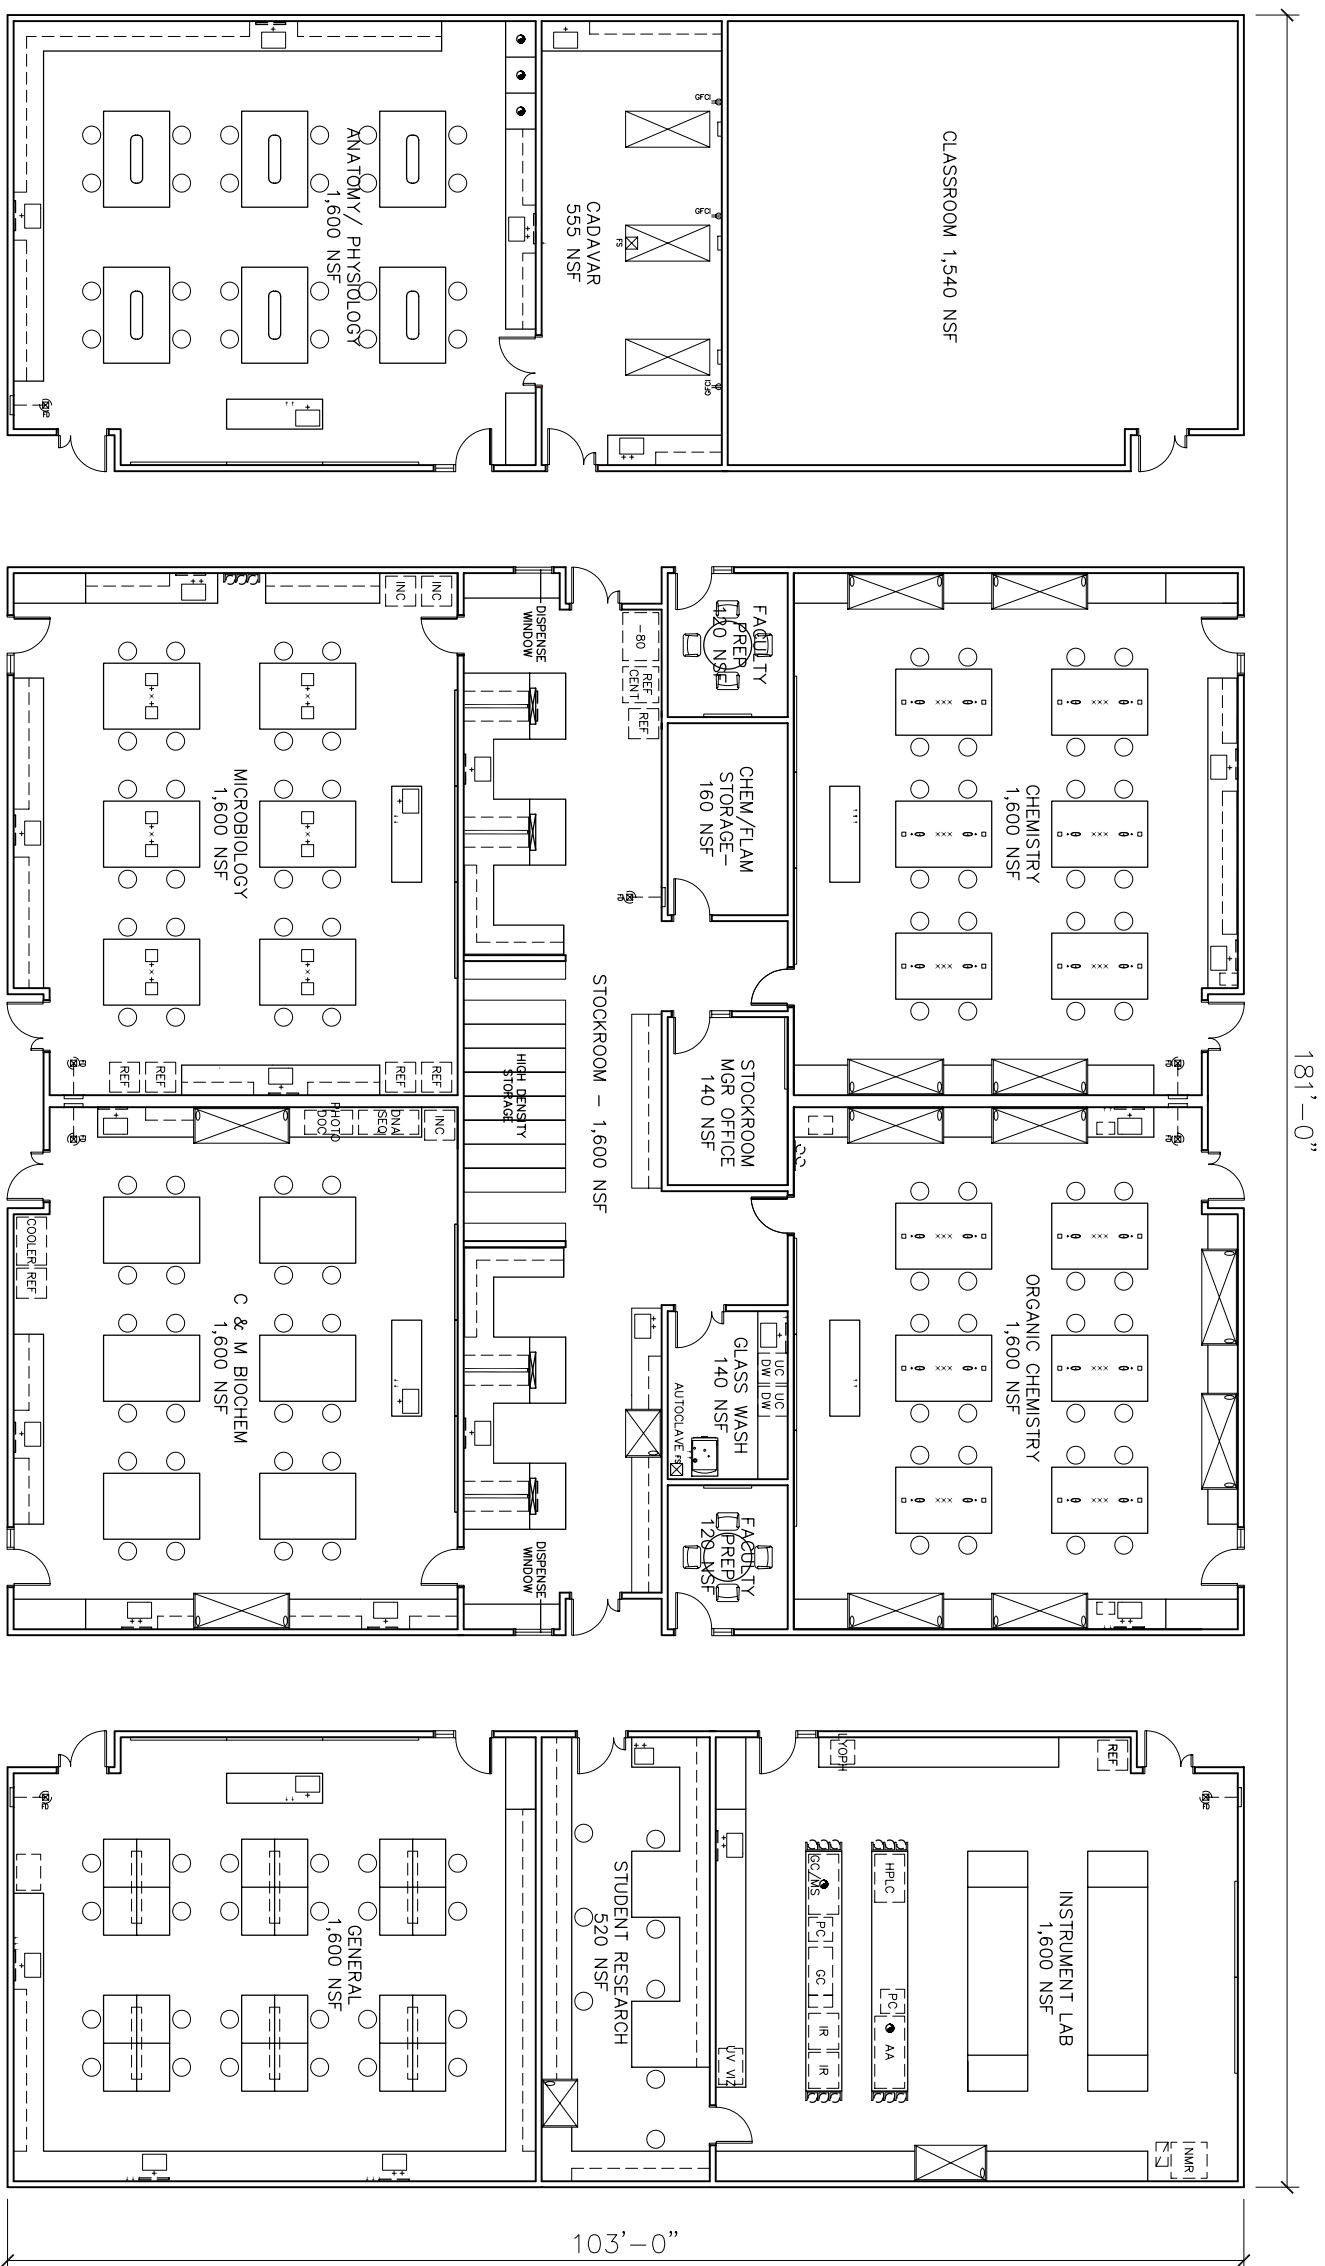 CLASSROOM 1,540 NSF
GFCI
GFCI
GFCI
CADAVAR
555 NSF
FS
ANATOMY/ PHYSIOLOGY
1,600 NSF
INC
INC
DISPENSE
WINDOW
-80
REF
CENT
REF
FACULTY
PREP
120 NSF
CHEM/FLAM
STORAGE-
160 NSF
CHEMISTRY
1,600 NSF
MICROBIOLOGY
1,600 NSF
REF
REF
REF
REF
STOCKROOM - 1,600 NSF
HIGH DENSITY
STORAGE
STOCKROOM
MGR OFFICE
140 NSF
181'-0"
PHOTO
DOC
DNA
SEQ
INC
COOLER
REF
C & M BIOCHEM
1,600 NSF
ORGANIC CHEMISTRY
1,600 NSF
GLASS WASH
140 NSF
UC
DW
UC
DW
AUTOCLAVE
FS
FACULTY
PREP
120 NSF
DISPENSE
WINDOW
LYOPH
REF
GENERAL
1,600 NSF
STUDENT RESEARCH
520 NSF
INSTRUMENT LAB
1,600 NSF
GC/MS
PC
GC
IR
IR
HPLC
PC
AA
UV VIZ
NMR
103'-0"